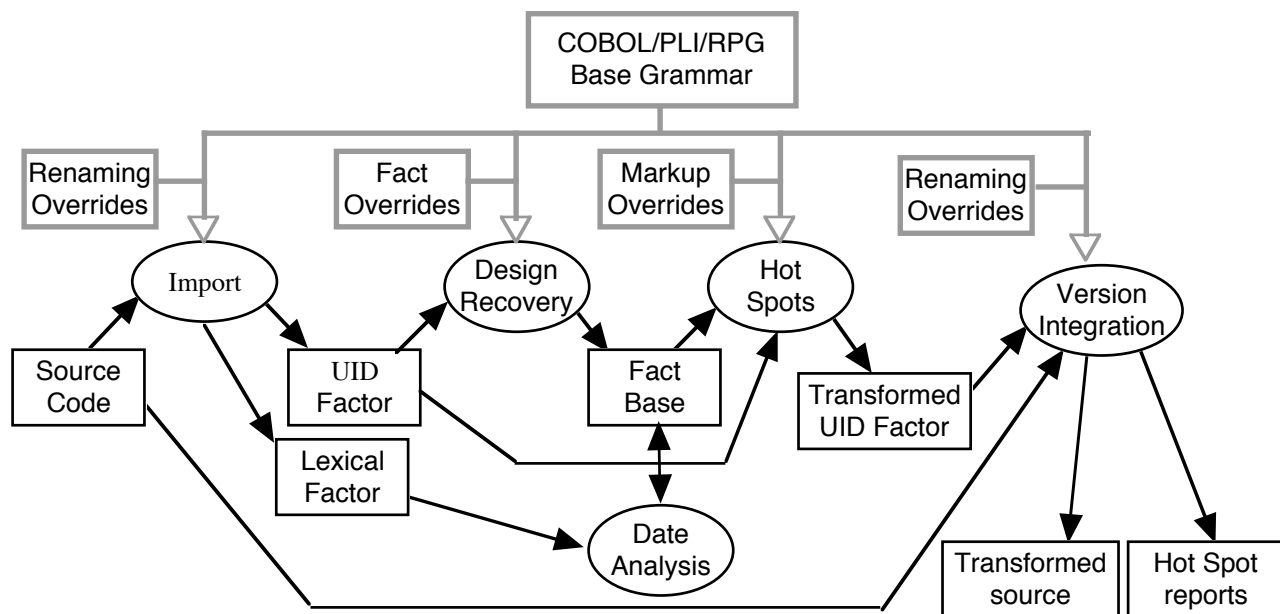 COBOL/PLI/RPG
Base Grammar
Renaming
Overrides
Fact
Overrides
Markup
Overrides
Renaming
Overrides
Import
Design
Recovery
Hot
Spots
Version
Integration
Source
Code
UID
Factor
Fact
Base
Transformed
UID Factor
Lexical
Factor
Date
Analysis
Transformed
source
Hot Spot
reports